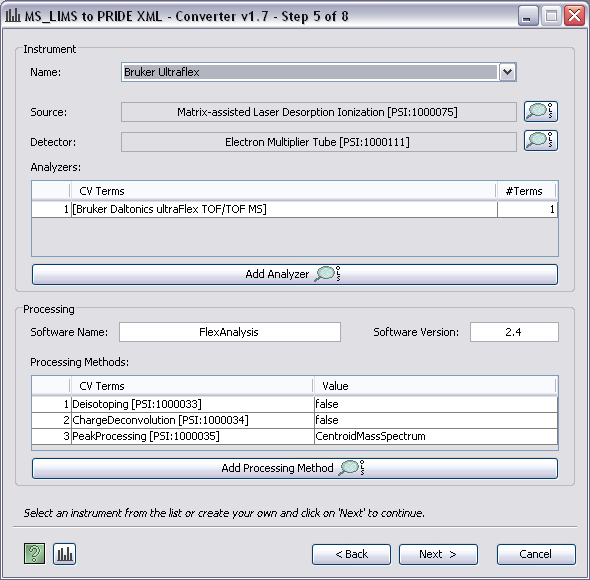 MS_LIMS to PRIDE XML - Converter v1.7 - Step 5 of 8
Instrument
Name: Bruker Ultraflex
Source: Matrix-assisted Laser Desorption Ionization [PSI:1000075]
Detector: Electron Multiplier Tube [PSI:1000111]
Analyzers:
CV Terms #Terms
1 [Bruker Daltonics ultraFlex TOF/TOF MS] 1
Add Analyzer OLS
Processing
Software Name: FlexAnalysis Software Version: 2.4
Processing Methods:
CV Terms Value
1 Deisotoping [PSI:1000033] false
2 ChargeDeconvolution [PSI:1000034] false
3 PeakProcessing [PSI:1000035] CentroidMassSpectrum
Add Processing Method OLS
Select an instrument from the list or create your own and click on 'Next' to continue.
? < Back Next > Cancel